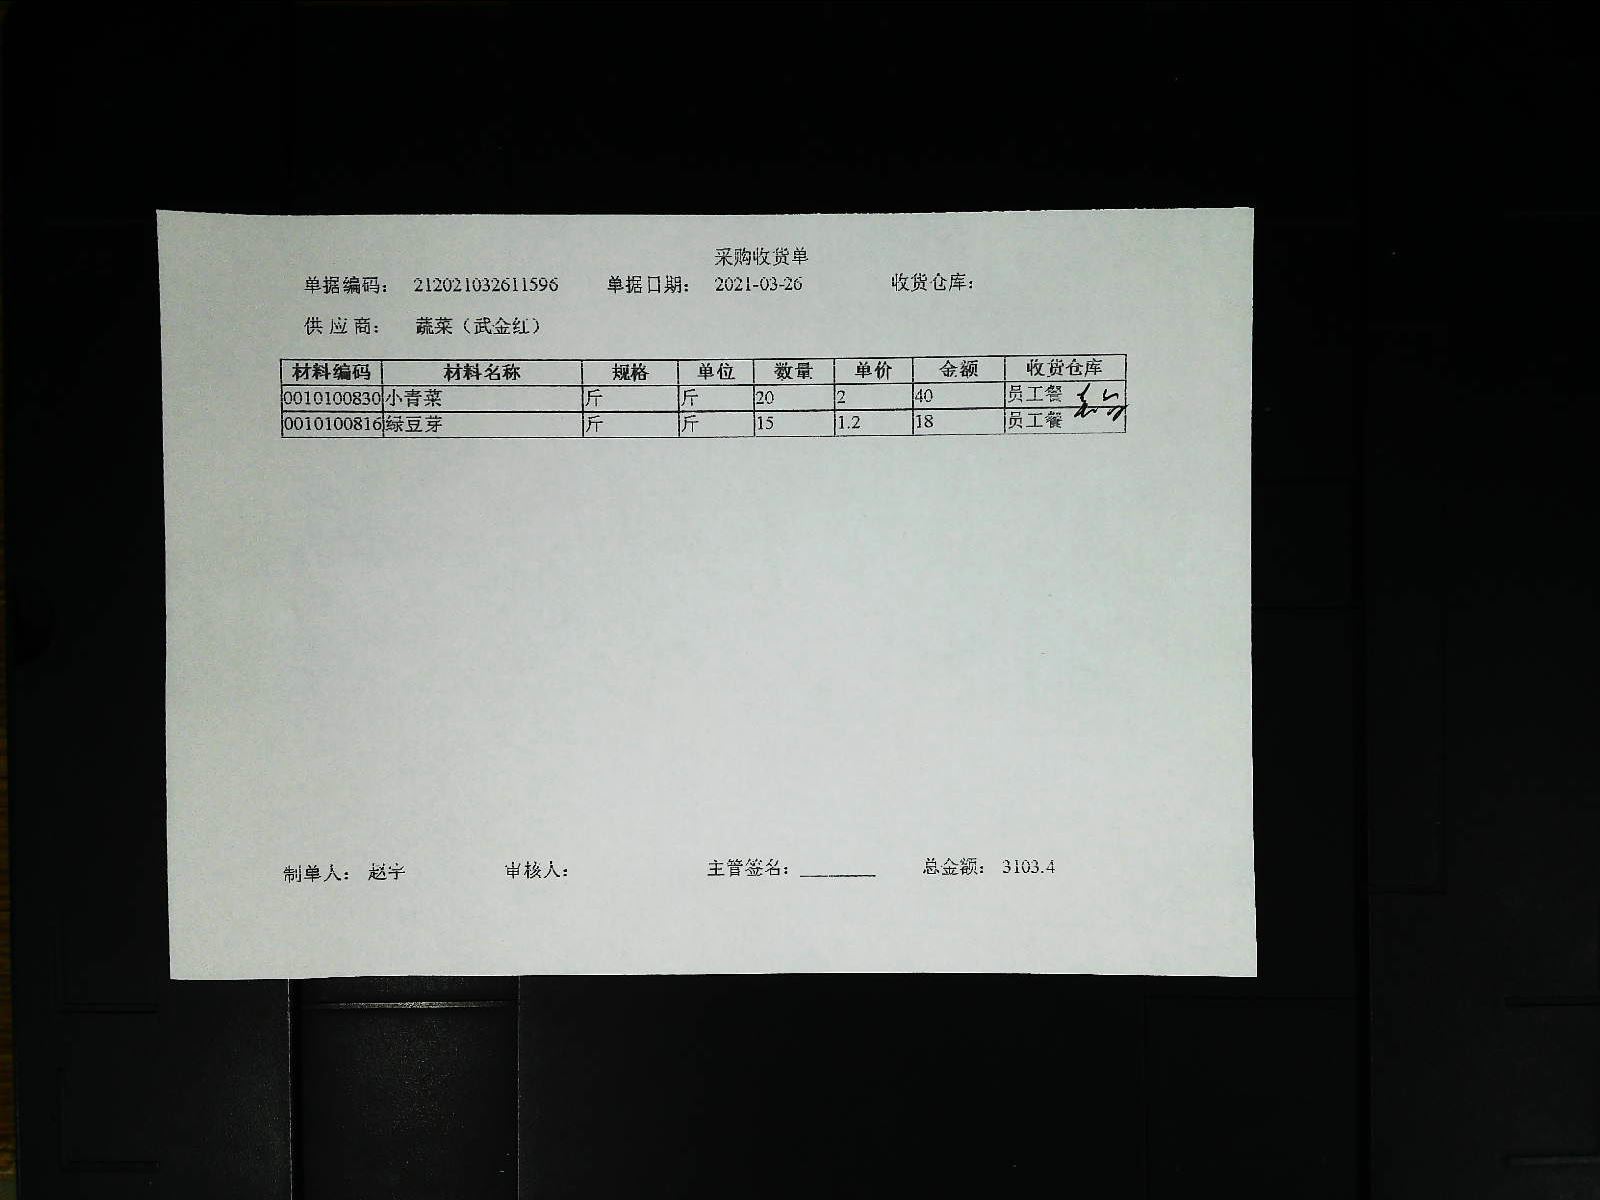 采购收货单
单据编码： 212021032611596 单据日期： 2021-03-26 收货仓库：
供 应 商： 蔬菜（武金红）
材料编码 材料名称 规格 单位 数量 单价 金额 收货仓库
0010100830 小青菜 斤 斤 20 2 40 员工餐
0010100816 绿豆芽 斤 斤 15 1.2 18 员工餐
制单人： 赵宇 审核人： 主管签名： ________ 总金额： 3103.4